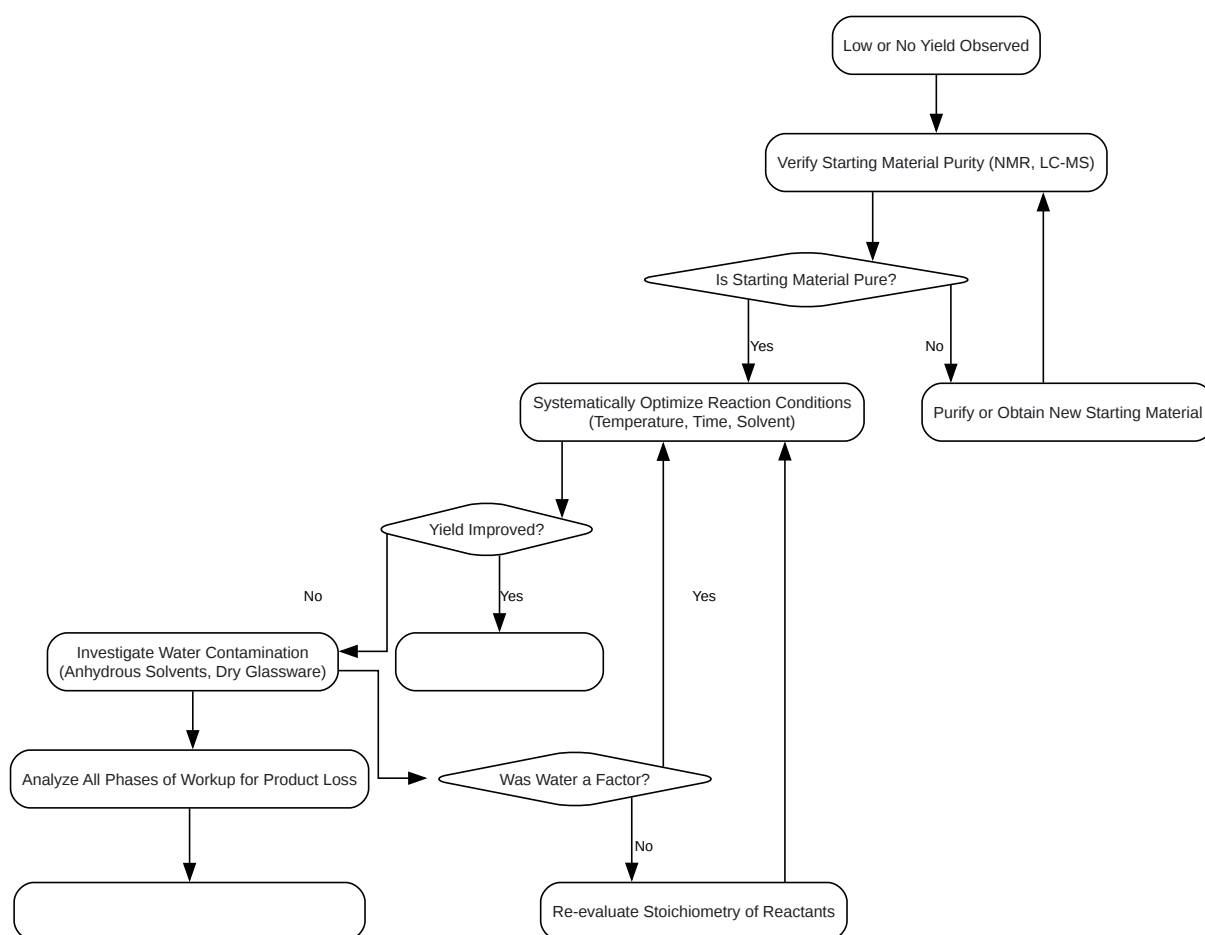 Low or No Yield Observed
Verify Starting Material Purity (NMR, LC-MS)
Is Starting Material Pure?
Yes
No
Systematically Optimize Reaction Conditions
(Temperature, Time, Solvent)
Purify or Obtain New Starting Material
Yield Improved?
No
Yes
Yes
Investigate Water Contamination
(Anhydrous Solvents, Dry Glassware)
Analyze All Phases of Workup for Product Loss
Was Water a Factor?
No
Re-evaluate Stoichiometry of Reactants